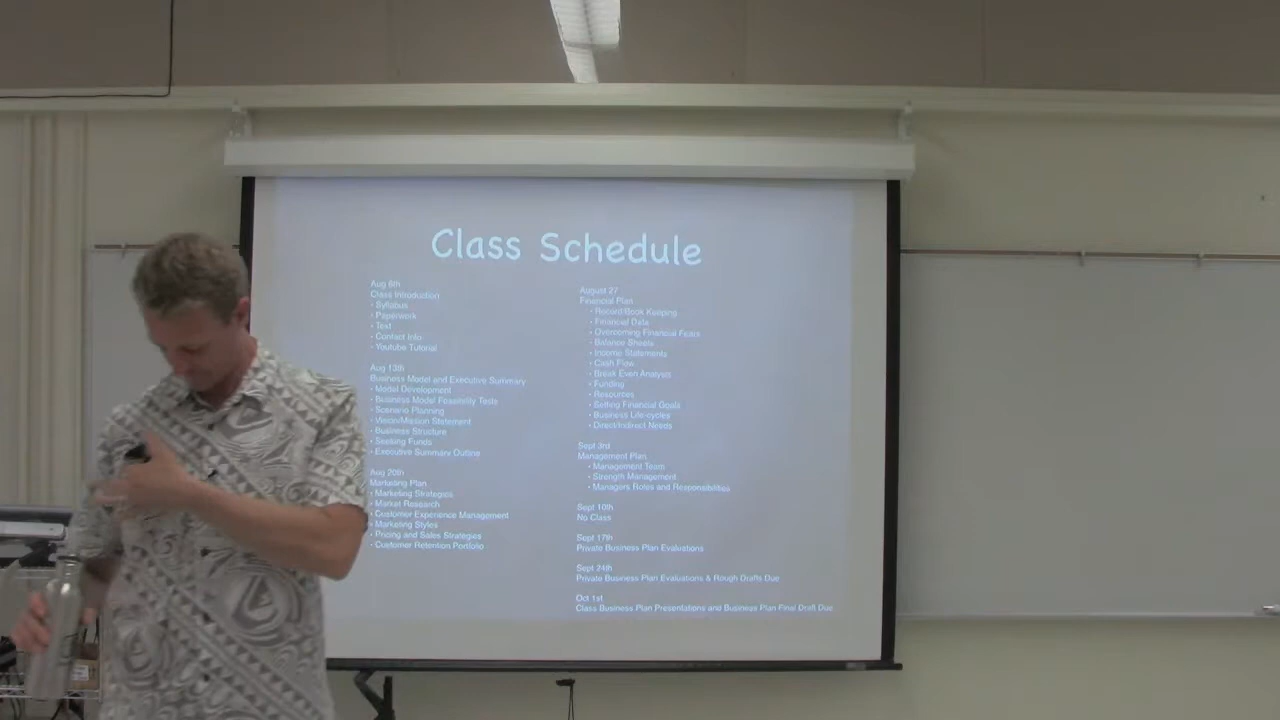 Class Schedule
Aug 6th
Class Introduction
• Syllabus
• Paperwork
• Text
• Contact Info
• Youtube Tutorial
Aug 13th
Business Model and Executive Summary
• Model Development
• Business Model Feasibility Tests
• Scenario Planning
• Vision/Mission Statement
• Business Structure
• Seeking Funds
• Executive Summary Outline
Aug 20th
Marketing Plan
• Marketing Strategies
• Market Research
• Customer Experience Management
• Marketing Styles
• Pricing and Sales Strategies
• Customer Retention Portfolio
August 27
Financial Plan
• Record Book Keeping
• Financial Data
• Overcoming Financial Fears
• Balance Sheets
• Income Statements
• Cash Flow
• Break Even Analysis
• Funding
• Resources
• Setting Financial Goals
• Business Life-cycles
• Direct/Indirect Needs
Sept 3rd
Management Plan
• Management Team
• Strength Management
• Managers Roles and Responsibilities
Sept 10th
No Class
Sept 17th
Private Business Plan Evaluations
Sept 24th
Private Business Plan Evaluations & Rough Drafts Due
Oct 1st
Class Business Plan Presentations and Business Plan Final Draft Due